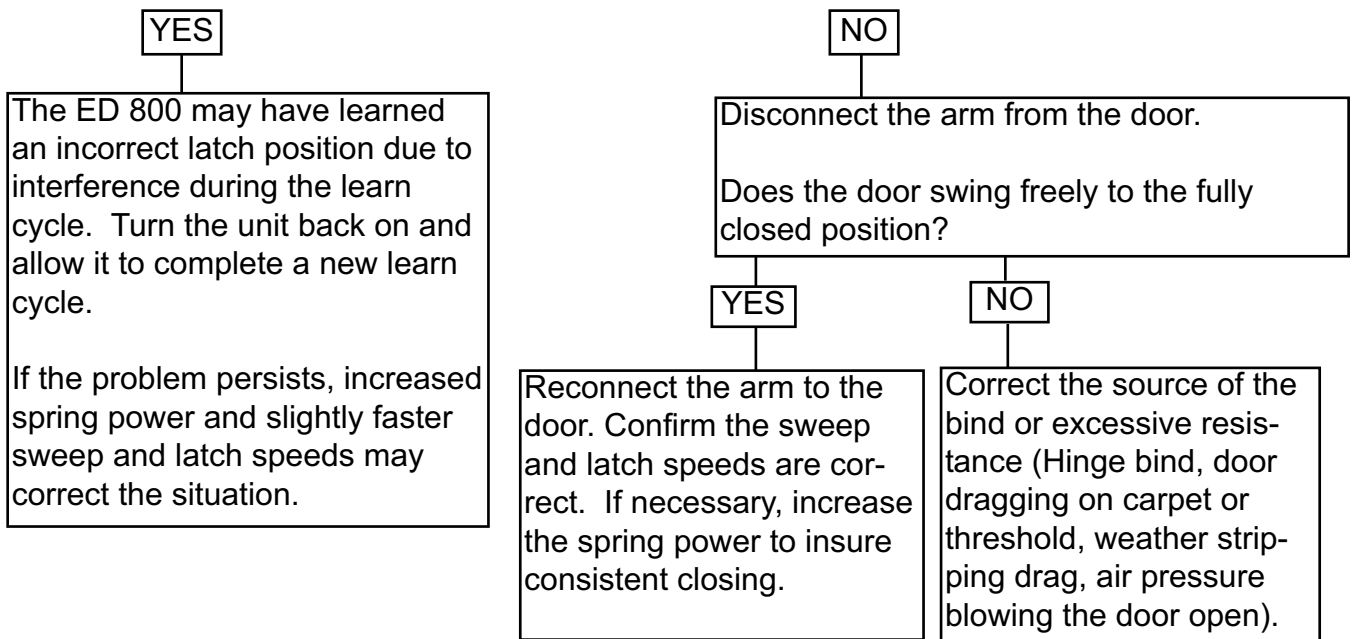 YES
The ED 800 may have learned
an incorrect latch position due to
interference during the learn
cycle.  Turn the unit back on and
allow it to complete a new learn
cycle.
If the problem persists, increased
spring power and slightly faster
sweep and latch speeds may
correct the situation.
NO
Disconnect the arm from the door.
Does the door swing freely to the fully
closed position?
YES
Reconnect the arm to the
door. Confirm the sweep
and latch speeds are cor-
rect.  If necessary, increase
the spring power to insure
consistent closing.
NO
Correct the source of the
bind or excessive resis-
tance (Hinge bind, door
dragging on carpet or
threshold, weather strip-
ping drag, air pressure
blowing the door open).